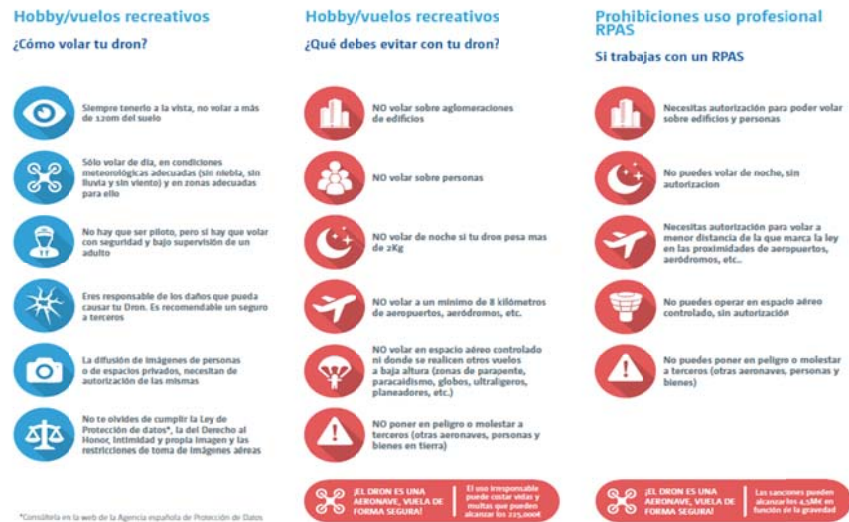 Hobby/vuelos recreativos
¿Cómo volar tu dron?
Siempre tenerlo a la vista, no volar a más
de 120m del suelo
Sólo volar de día, en condiciones
meteorológicas adecuadas (sin niebla, sin
lluvia y sin viento) y en zonas adecuadas
para ello
No hay que ser piloto, pero si hay que volar
con seguridad y bajo supervisión de un
adulto
Eres responsable de los daños que pueda
causar tu Dron. Es recomendable un seguro
a terceros
La difusión de imágenes de personas
o de espacios privados, necesitan de
autorización de las mismas
No te olvides de cumplir la Ley de
Protección de datos*, la del Derecho al
Honor, Intimidad y propia Imagen y las
restricciones de toma de imágenes aéreas
*Consúltela en la web de la Agencia española de Protección de Datos
Hobby/vuelos recreativos
¿Qué debes evitar con tu dron?
NO volar sobre aglomeraciones
de edificios
NO volar sobre personas
NO volar de noche si tu dron pesa mas
de 2Kg
NO volar a un mínimo de 8 kilómetros
de aeropuertos, aeródromos, etc.
NO volar en espacio aéreo controlado
ni donde se realicen otros vuelos
a baja altura (zonas de parapente,
paracaidismo, globos, ultraligeros,
planeadores, etc.)
NO poner en peligro o molestar a
terceros (otras aeronaves, personas y
bienes en tierra)
¡EL DRON ES UNA
AERONAVE, VUELA DE
FORMA SEGURA!
El uso irresponsable
puede costar vidas y
multas que pueden
alcanzar los 225,000€
Prohibiciones uso profesional
RPAS
Si trabajas con un RPAS
Necesitas autorización para poder volar
sobre edificios y personas
No puedes volar de noche, sin
autorizacion
Necesitas autorización para volar a
menor distancia de la que marca la ley
en las proximidades de aeropuertos,
aeródromos, etc..
No puedes operar en espacio aéreo
controlado, sin autorización
No puedes poner en peligro o molestar
a terceros (otras aeronaves, personas y
bienes)
¡EL DRON ES UNA
AERONAVE, VUELA DE
FORMA SEGURA!
Las sanciones pueden
alcanzar los 4,5M€ en
función de la gravedad